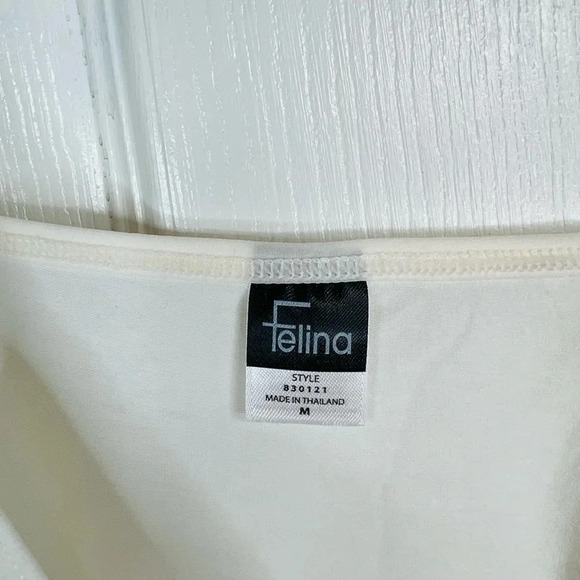 Felina
STYLE
830121
MADE IN THAILAND
M